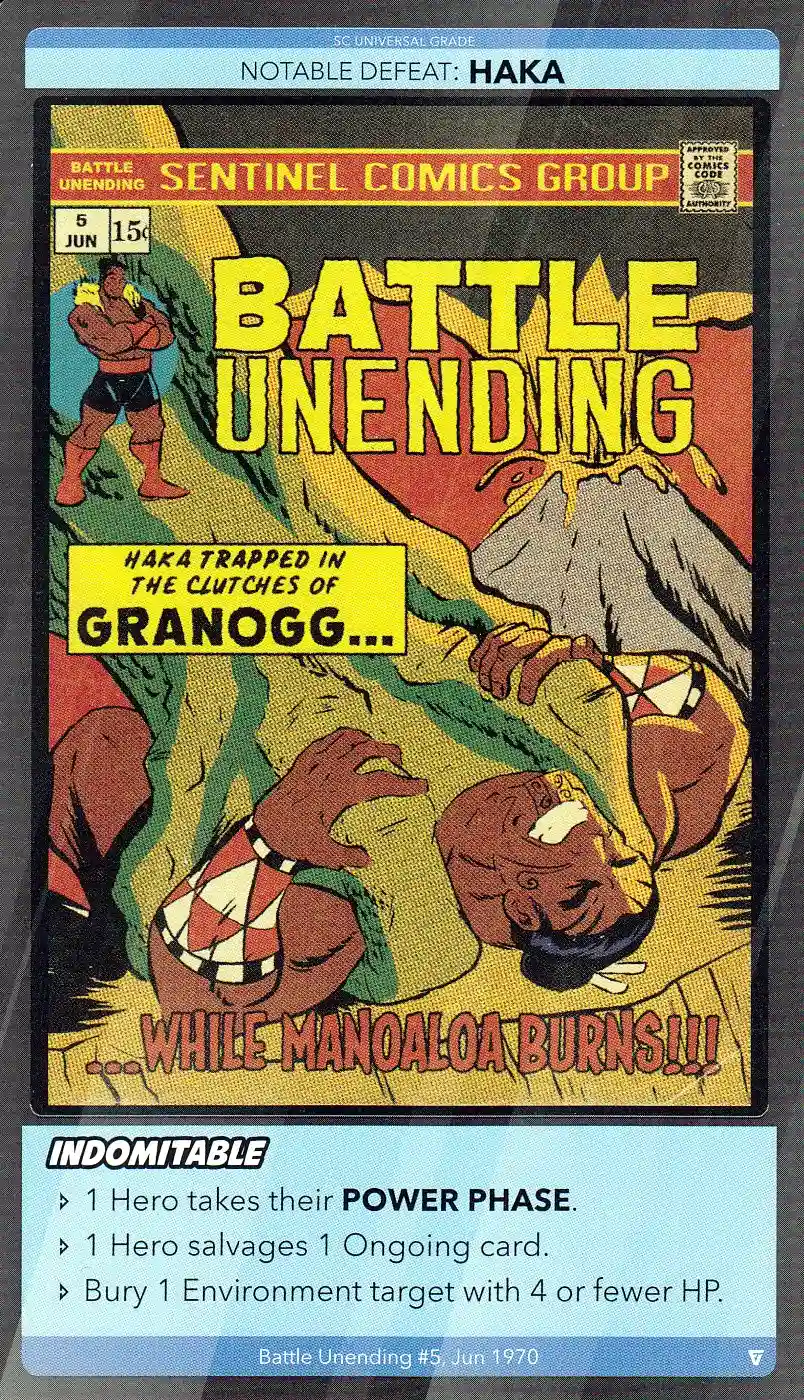 SC UNIVERSAL GRADE
NOTABLE DEFEAT: HAKA
BATTLE
UNENDING
SENTINEL COMICS GROUP
APPROVED
BY THE
COMICS
CODE
AUTHORITY
5
JUN
15¢
BATTLE
UNENDING
HAKA TRAPPED IN
THE CLUTCHES OF
GRANOGG...
...WHILE MANOALOA BURNS!!!
INDOMITABLE
▹ 1 Hero takes their POWER PHASE.
▹ 1 Hero salvages 1 Ongoing card.
▹ Bury 1 Environment target with 4 or fewer HP.
Battle Unending #5, Jun 1970